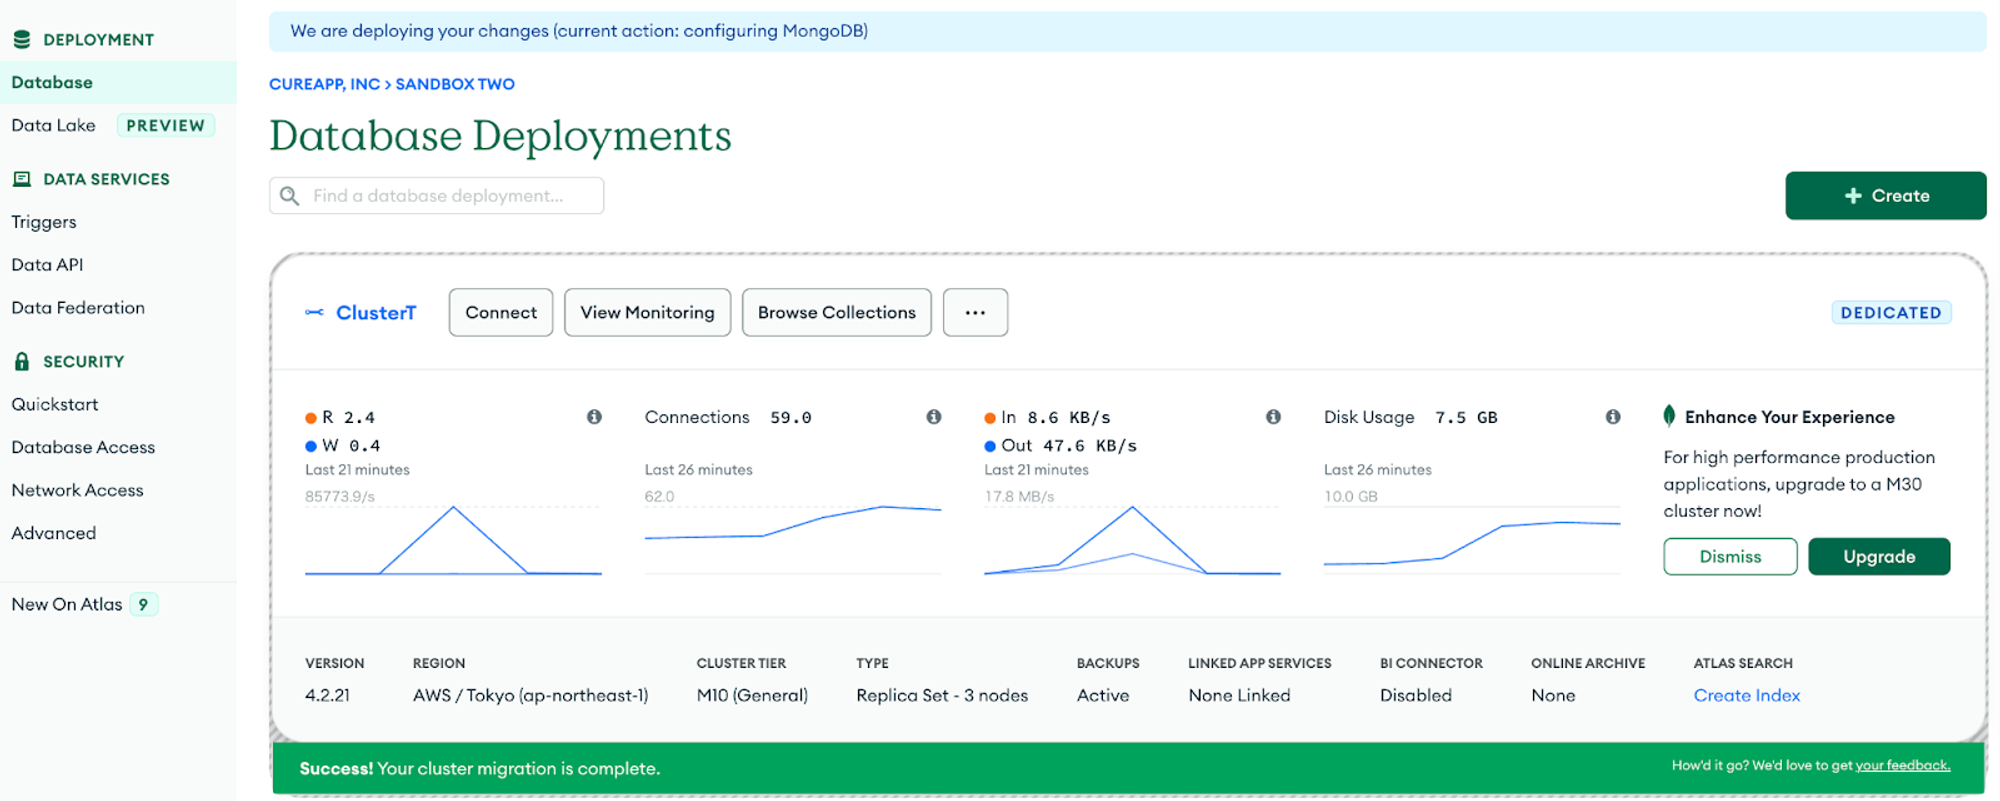 DEPLOYMENT
Database
Data Lake PREVIEW
DATA SERVICES
Triggers
Data API
Data Federation
SECURITY
Quickstart
Database Access
Network Access
Advanced
New On Atlas 9
We are deploying your changes (current action: configuring MongoDB)
CUREAPP, INC > SANDBOX TWO
Database Deployments
Find a database deployment...
+ Create
ClusterT Connect View Monitoring Browse Collections ... DEDICATED
R 2.4
W 0.4
Last 21 minutes
85773.9/s
Connections 59.0
Last 26 minutes
62.0
In 8.6 KB/s
Out 47.6 KB/s
Last 21 minutes
17.8 MB/s
Disk Usage 7.5 GB
Last 26 minutes
10.0 GB
Enhance Your Experience
For high performance production
applications, upgrade to a M30
cluster now!
Dismiss Upgrade
VERSION REGION CLUSTER TIER TYPE BACKUPS LINKED APP SERVICES BI CONNECTOR ONLINE ARCHIVE ATLAS SEARCH
4.2.21 AWS / Tokyo (ap-northeast-1) M10 (General) Replica Set - 3 nodes Active None Linked Disabled None Create Index
Success! Your cluster migration is complete. How'd it go? We'd love to get your feedback.